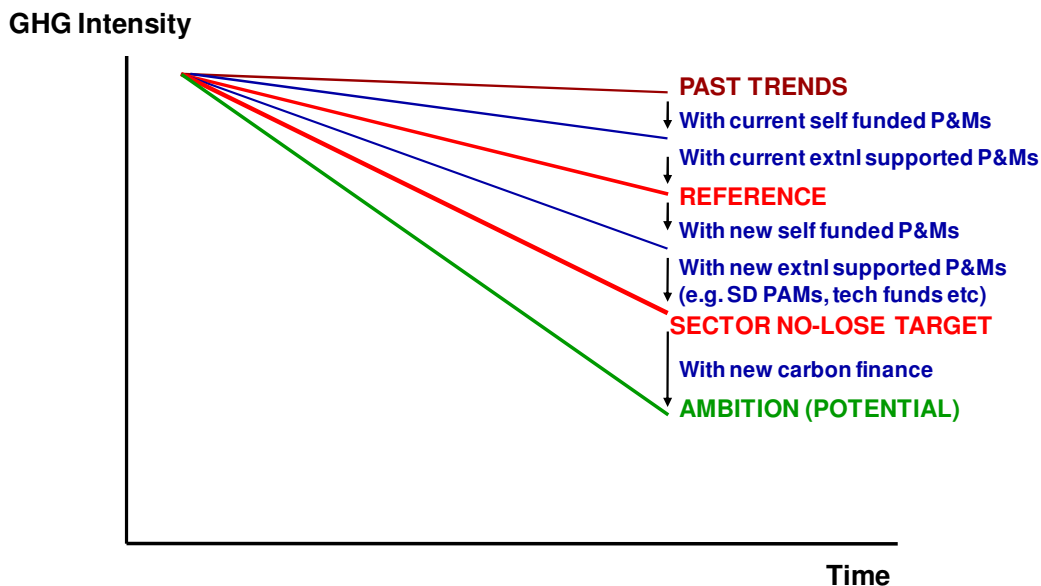 GHG Intensity
PAST TRENDS
With current self funded P&Ms
With current extnl supported P&Ms
REFERENCE
With new self funded P&Ms
With new extnl supported P&Ms
(e.g. SD PAMs, tech funds etc)
SECTOR NO-LOSE TARGET
With new carbon finance
AMBITION (POTENTIAL)
Time